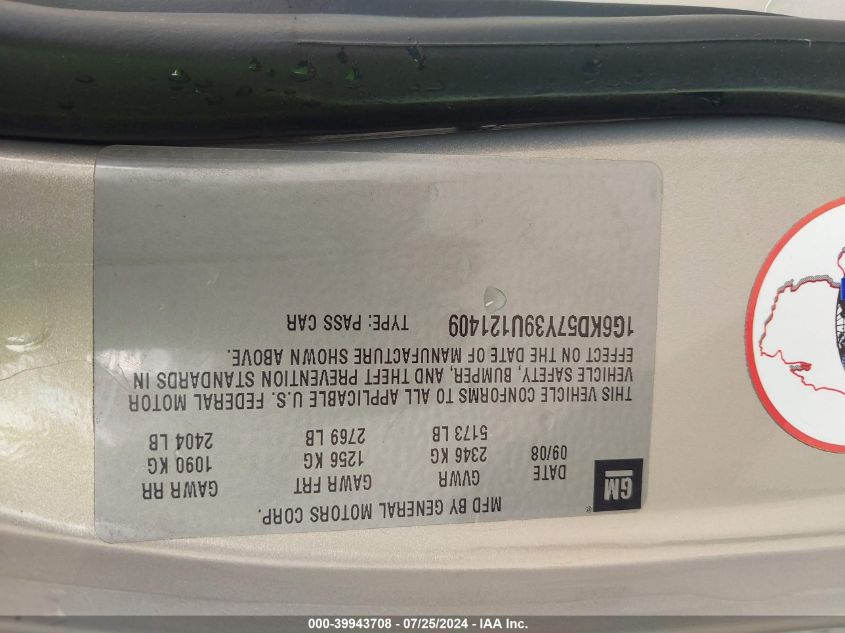 MFD BY GENERAL MOTORS CORP.
GM ®
DATE GVWR GAWR FRT GAWR RR
09/08 2346 KG 1256 KG 1090 KG
5173 LB 2769 LB 2404 LB
THIS VEHICLE CONFORMS TO ALL APPLICABLE U.S. FEDERAL MOTOR
VEHICLE SAFETY, BUMPER, AND THEFT PREVENTION STANDARDS IN
EFFECT ON THE DATE OF MANUFACTURE SHOWN ABOVE.
1G6KD57Y39U121409 TYPE: PASS CAR
000-39943708 - 07/25/2024 - IAA Inc.